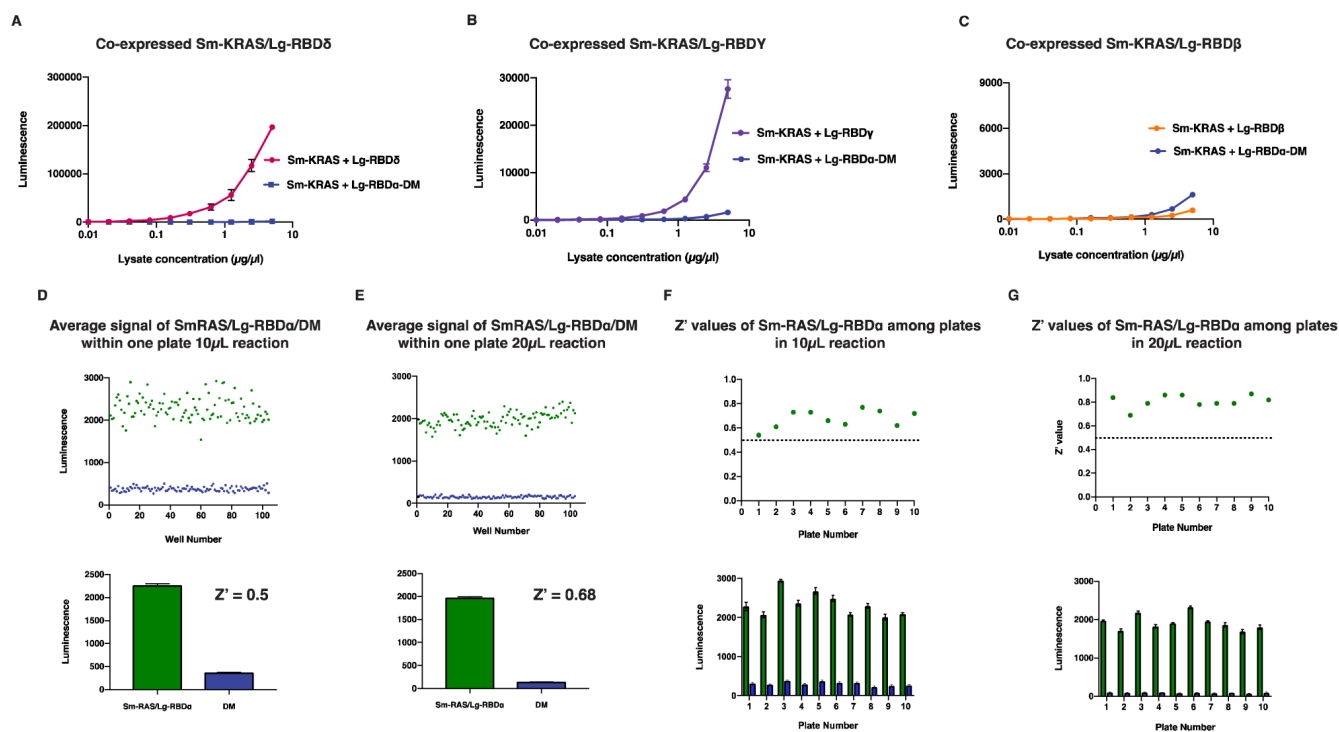 A
Co-expressed Sm-KRAS/Lg-RBDδ
300000
200000
100000
0
0.01
0.1
1
10
Luminescence
Lysate concentration (µg/µl)
Sm-KRAS + Lg-RBDδ
Sm-KRAS + Lg-RBDα-DM
B
Co-expressed Sm-KRAS/Lg-RBDY
30000
20000
10000
0
0.01
0.1
1
10
Luminescence
Lysate concentration (µg/µl)
Sm-KRAS + Lg-RBDγ
Sm-KRAS + Lg-RBDα-DM
C
Co-expressed Sm-KRAS/Lg-RBDβ
9000
6000
3000
0
0.01
0.1
1
10
Luminescence
Lysate concentration (µg/µl)
Sm-KRAS + Lg-RBDβ
Sm-KRAS + Lg-RBDα-DM
D
Average signal of SmRAS/Lg-RBDα/DM
within one plate 10µL reaction
3000
2000
1000
0
0 20 40 60 80 100
Luminescence
Well Number
2500
2000
1500
1000
500
0
Luminescence
Z' = 0.5
Sm-RAS/Lg-RBDα
DM
E
Average signal of SmRAS/Lg-RBDα/DM
within one plate 20µL reaction
3000
2000
1000
0
0 20 40 60 80 100
Well Number
2500
2000
1500
1000
500
0
Z' = 0.68
Sm-RAS/Lg-RBDα
DM
F
Z' values of Sm-RAS/Lg-RBDα among plates
in 10µL reaction
1.0
0.8
0.6
0.4
0.2
0.0
0 1 2 3 4 5 6 7 8 9 10
Plate Number
3000
2000
1000
0
Luminescence
1 2 3 4 5 6 7 8 9 10
Plate Number
G
Z' values of Sm-RAS/Lg-RBDα among plates
in 20µL reaction
1.0
0.8
0.6
0.4
0.2
0.0
Z' value
0 1 2 3 4 5 6 7 8 9 10
Plate Number
3000
2000
1000
0
Luminescence
1 2 3 4 5 6 7 8 9 10
Plate Number